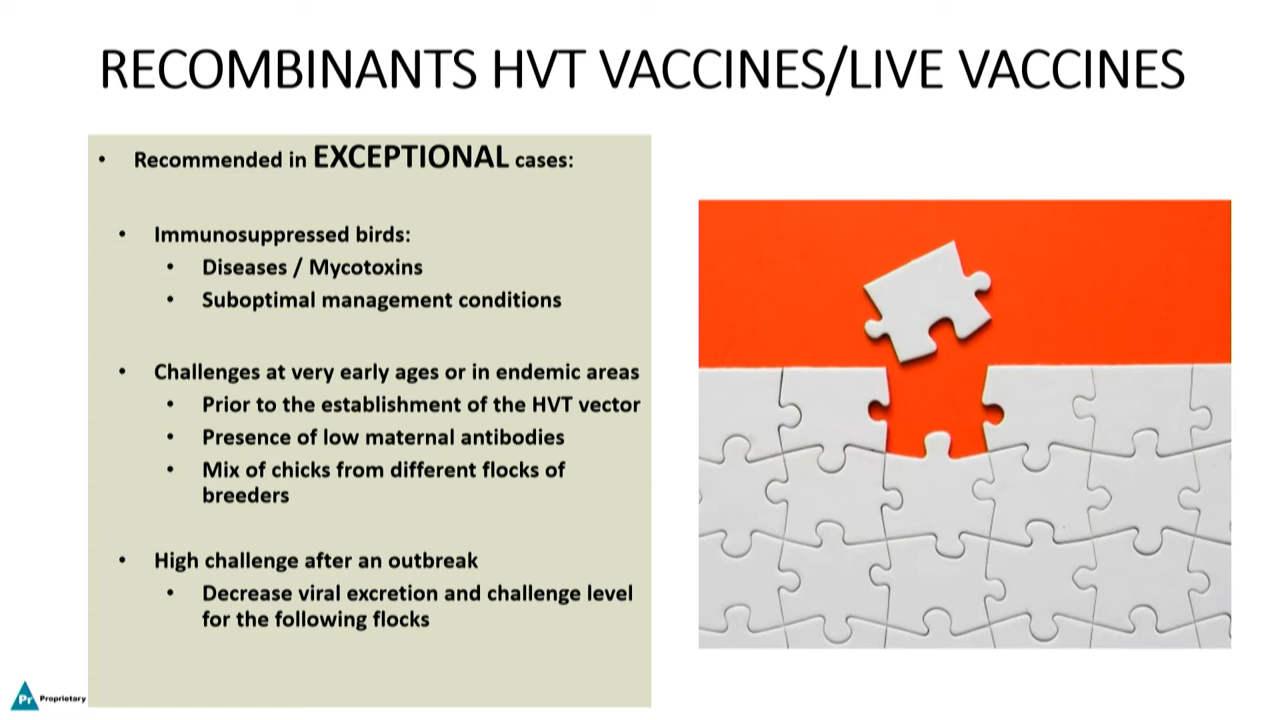 RECOMBINANTS HVT VACCINES/LIVE VACCINES
• Recommended in EXCEPTIONAL cases:
• Immunosuppressed birds:
• Diseases / Mycotoxins
• Suboptimal management conditions
• Challenges at very early ages or in endemic areas
• Prior to the establishment of the HVT vector
• Presence of low maternal antibodies
• Mix of chicks from different flocks of
breeders
• High challenge after an outbreak
• Decrease viral excretion and challenge level
for the following flocks
Pr Proprietary